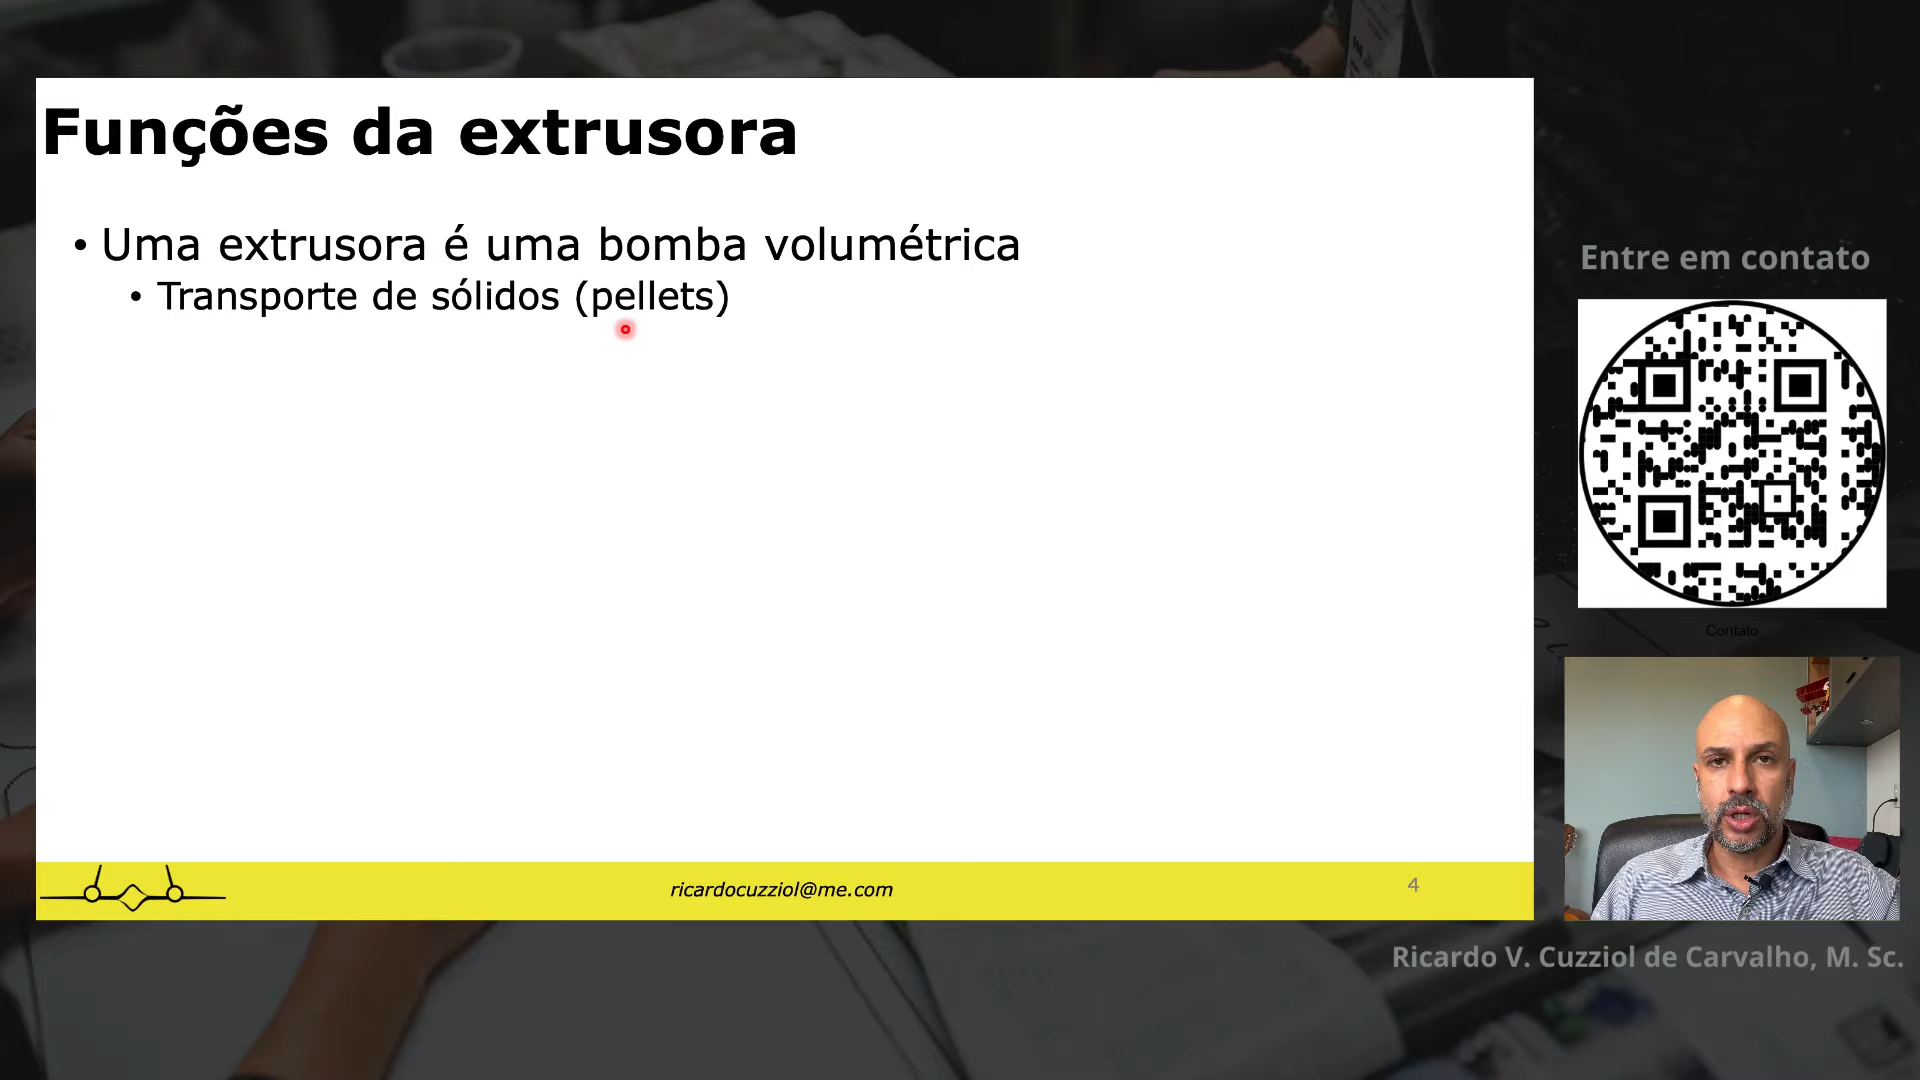 Funções da extrusora
• Uma extrusora é uma bomba volumétrica
• Transporte de sólidos (pellets)
ricardocuzziol@me.com
4
Entre em contato
Contato
Ricardo V. Cuzziol de Carvalho, M. Sc.